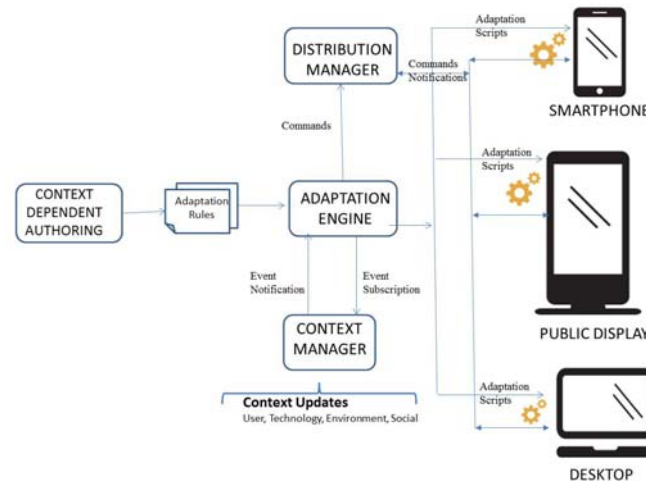 Adaptation
Scripts
DISTRIBUTION
MANAGER
Commands
Notifications
SMARTPHONE
Commands
Adaptation
Scripts
CONTEXT
DEPENDENT
AUTHORING
Adaptation
Rules
ADAPTATION
ENGINE
Event
Notification
Event
Subscription
PUBLIC DISPLAY
CONTEXT
MANAGER
Context Updates
User, Technology, Environment, Social
Adaptation
Scripts
DESKTOP